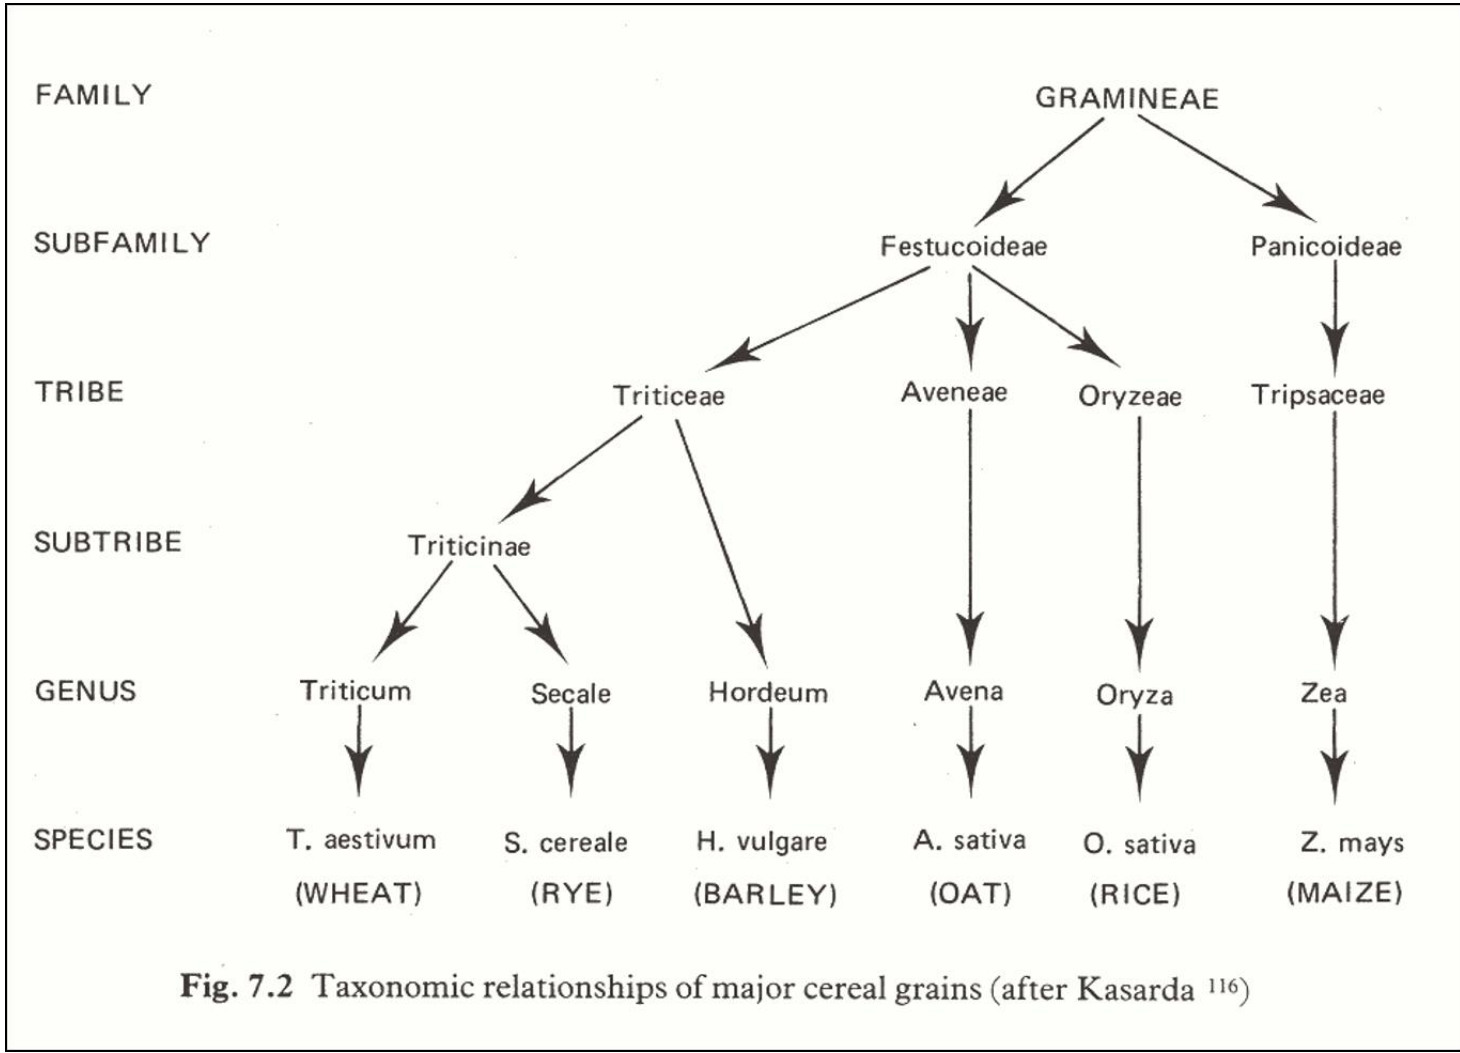 FAMILY GRAMINEAE
SUBFAMILY Festucoideae Panicoideae
TRIBE Triticeae Aveneae Oryzeae Tripsaceae
SUBTRIBE Triticinae
GENUS Triticum Secale Hordeum Avena Oryza Zea
SPECIES T. aestivum S. cereale H. vulgare A. sativa O. sativa Z. mays
(WHEAT) (RYE) (BARLEY) (OAT) (RICE) (MAIZE)
Fig. 7.2 Taxonomic relationships of major cereal grains (after Kasarda 116)